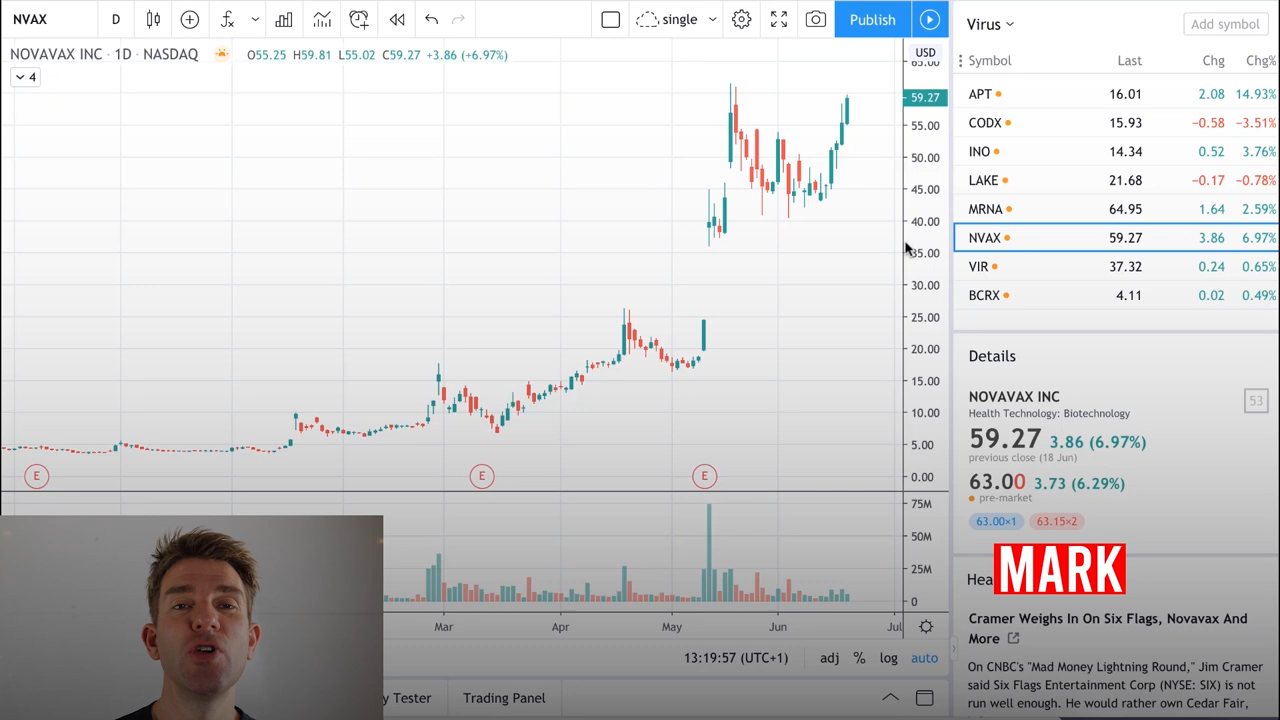 NVAX
D
single
Publish
NOVAVAX INC · 1D · NASDAQ
O55.25 H59.81 L55.02 C59.27 +3.86 (+6.97%)
4
USD
65.00
59.27
55.00
50.00
45.00
40.00
35.00
30.00
25.00
20.00
15.00
10.00
5.00
0.00
E
E
E
75M
50M
25M
0
Mar
Apr
May
Jun
Jul
13:19:57 (UTC+1)
adj
%
log
auto
y Tester
Trading Panel
Virus
Add symbol
Symbol Last Chg Chg%
APT 16.01 2.08 14.93%
CODX 15.93 −0.58 −3.51%
INO 14.34 0.52 3.76%
LAKE 21.68 −0.17 −0.78%
MRNA 64.95 1.64 2.59%
NVAX 59.27 3.86 6.97%
VIR 37.32 0.24 0.65%
BCRX 4.11 0.02 0.49%
Details
NOVAVAX INC
53
Health Technology: Biotechnology
59.27 3.86 (6.97%)
previous close (18 Jun)
63.00 3.73 (6.29%)
pre-market
63.00×1 63.15×2
Hea
MARK
Cramer Weighs In On Six Flags, Novavax And
More
On CNBC's "Mad Money Lightning Round," Jim Cramer
said Six Flags Entertainment Corp (NYSE: SIX) is not
run well enough. He would rather own Cedar Fair,